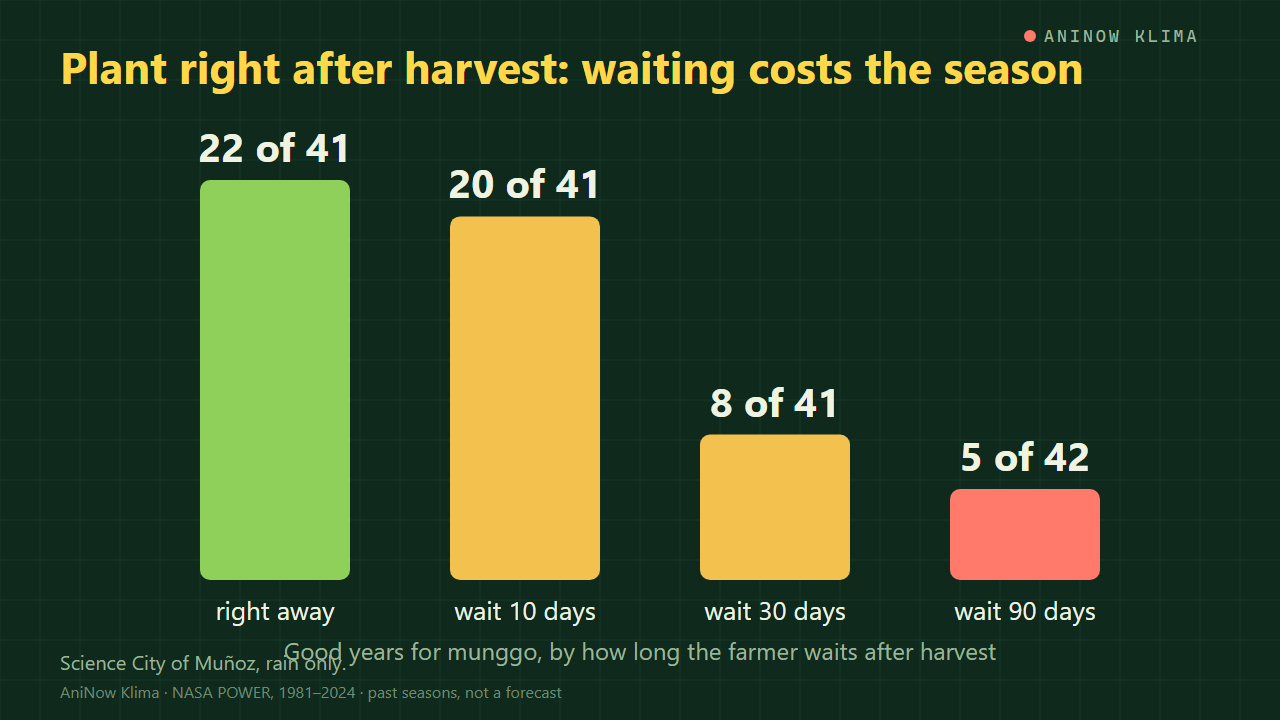 ANINOW KLIMA
Plant right after harvest: waiting costs the season
22 of 41
20 of 41
8 of 41
5 of 42
right away
wait 10 days
wait 30 days
wait 90 days
Good years for munggo, by how long the farmer waits after harvest
Science City of Muñoz, rain only.
AniNow Klima · NASA POWER, 1981–2024 · past seasons, not a forecast